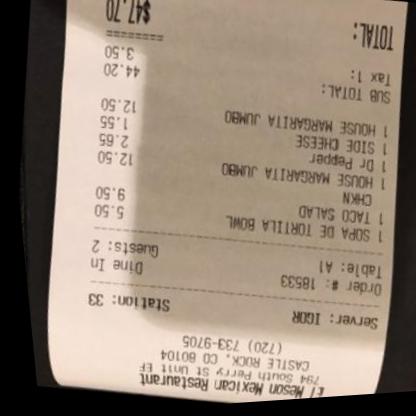 El Meson Mexican Restaurant
794 South Perry St Unit EF
CASTLE ROCK, CO 80104
(720) 733-9705
Server: IGOR Station: 33
Order #: 18533 Dine In
Table: A1 Guests: 2
1 SOPA DE TORTILA BOWL 5.50
1 TACO SALAD 9.50
CHKN
1 HOUSE MARGARITA JUMBO 12.50
1 Dr Pepper 2.65
1 SIDE CHEESE 1.55
1 HOUSE MARGARITA JUMBO 12.50
SUB TOTAL: 44.20
Tax 1: 3.50
========
TOTAL: $47.70